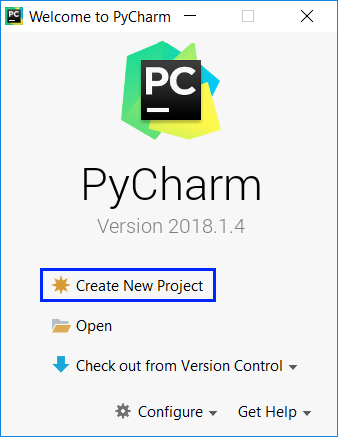 Welcome to PyCharm
PC
PyCharm
Version 2018.1.4
Create New Project
Open
Check out from Version Control
Configure Get Help